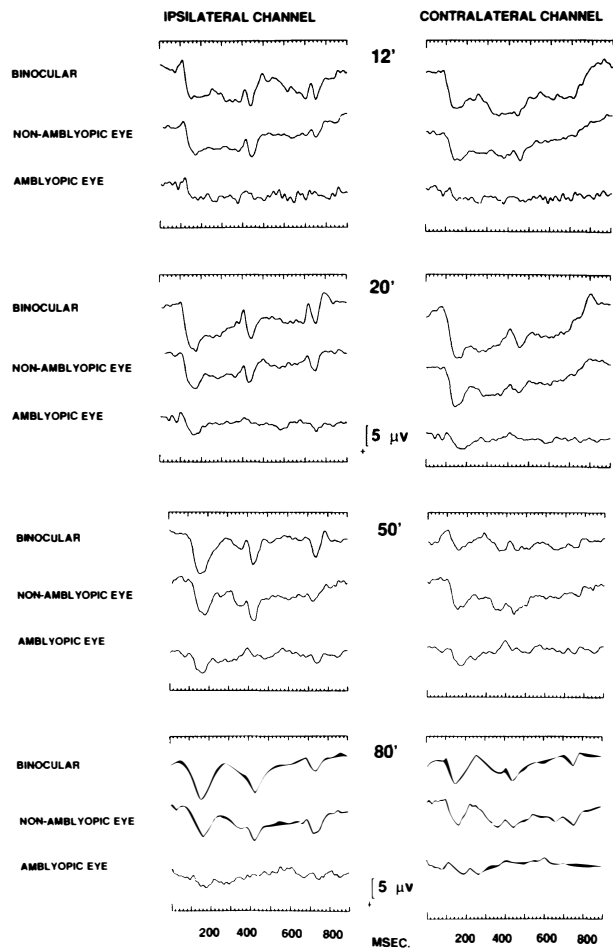 IPSILATERAL CHANNEL CONTRALATERAL CHANNEL
12'
BINOCULAR
NON-AMBLYOPIC EYE
AMBLYOPIC EYE
20'
BINOCULAR
NON-AMBLYOPIC EYE
AMBLYOPIC EYE
5 μv
+
50'
BINOCULAR
NON-AMBLYOPIC EYE
AMBLYOPIC EYE
80'
BINOCULAR
NON-AMBLYOPIC EYE
AMBLYOPIC EYE
5 μv
+
200 400 600 800 MSEC. 200 400 600 800